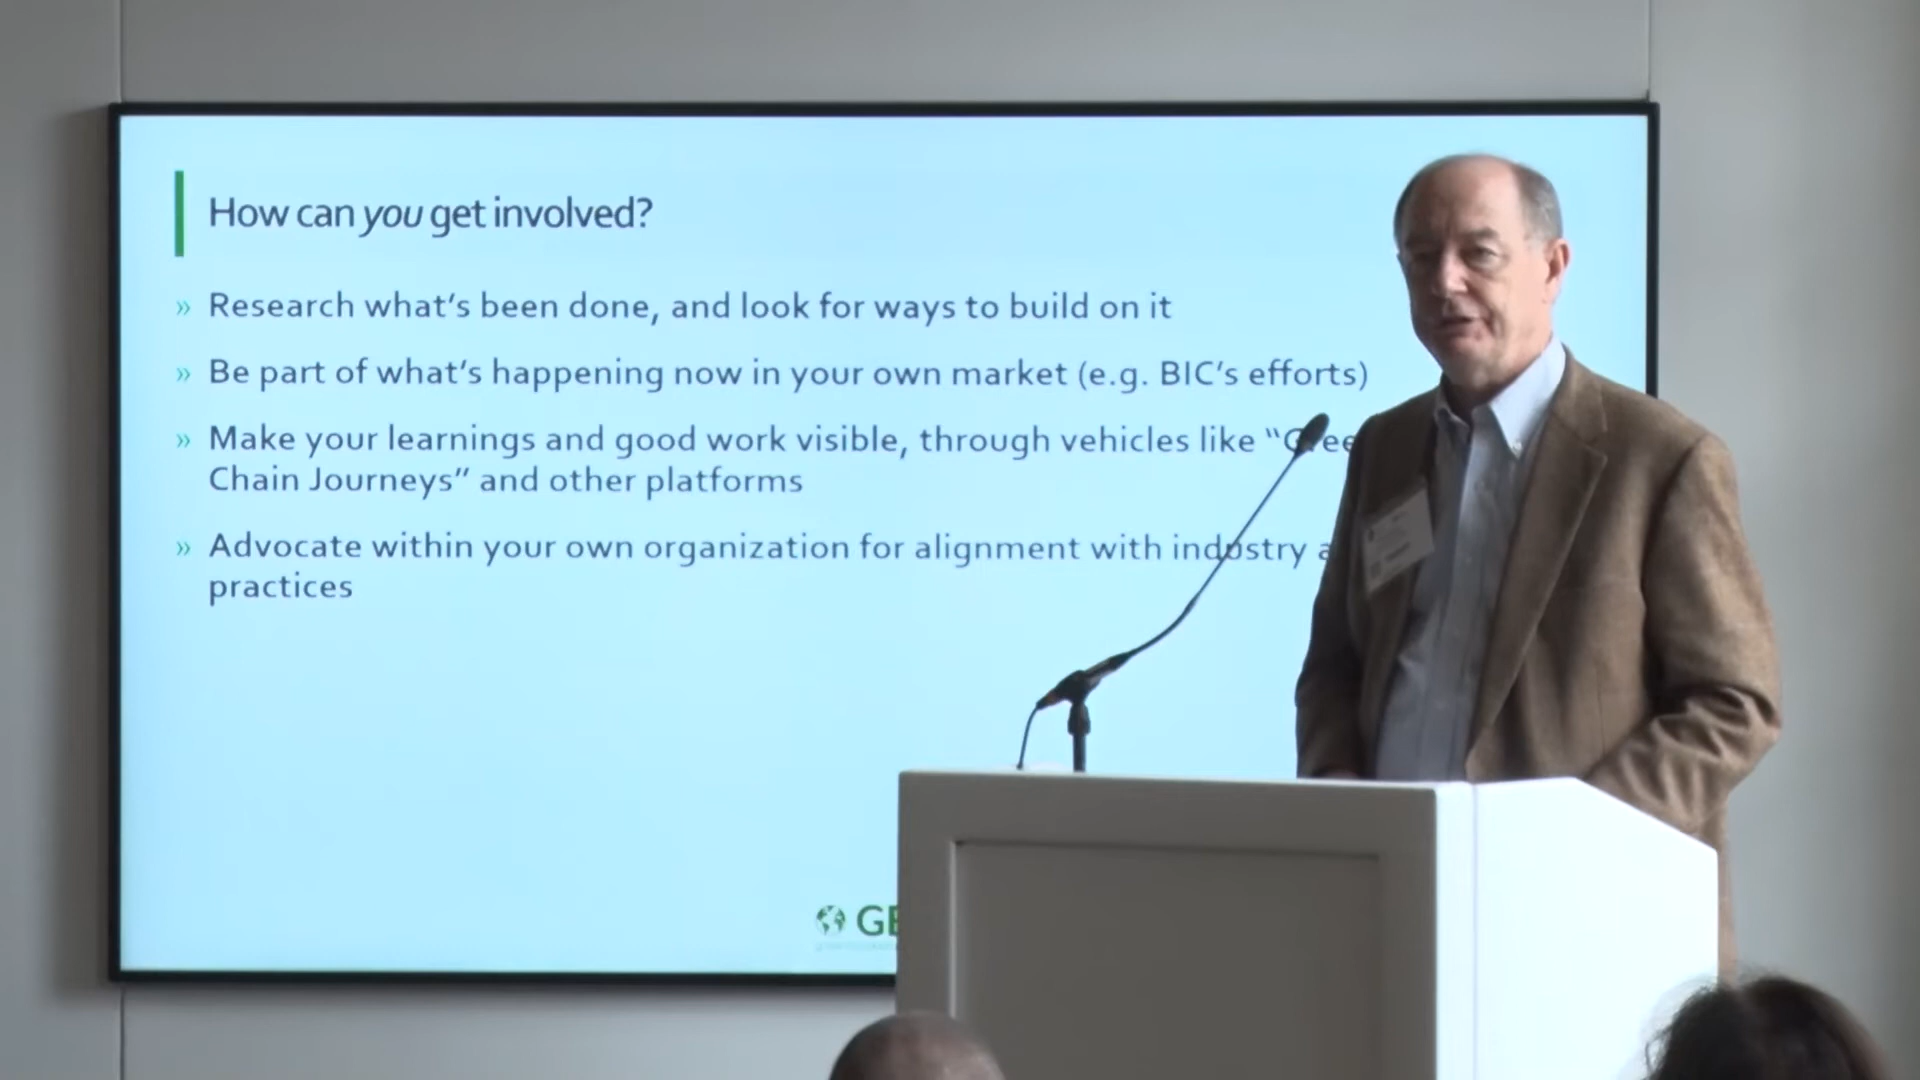 How can you get involved?
» Research what's been done, and look for ways to build on it
» Be part of what's happening now in your own market (e.g. BIC's efforts)
» Make your learnings and good work visible, through vehicles like
Chain Journeys” and other platforms
» Advocate within your own organization for alignment with industry
practices